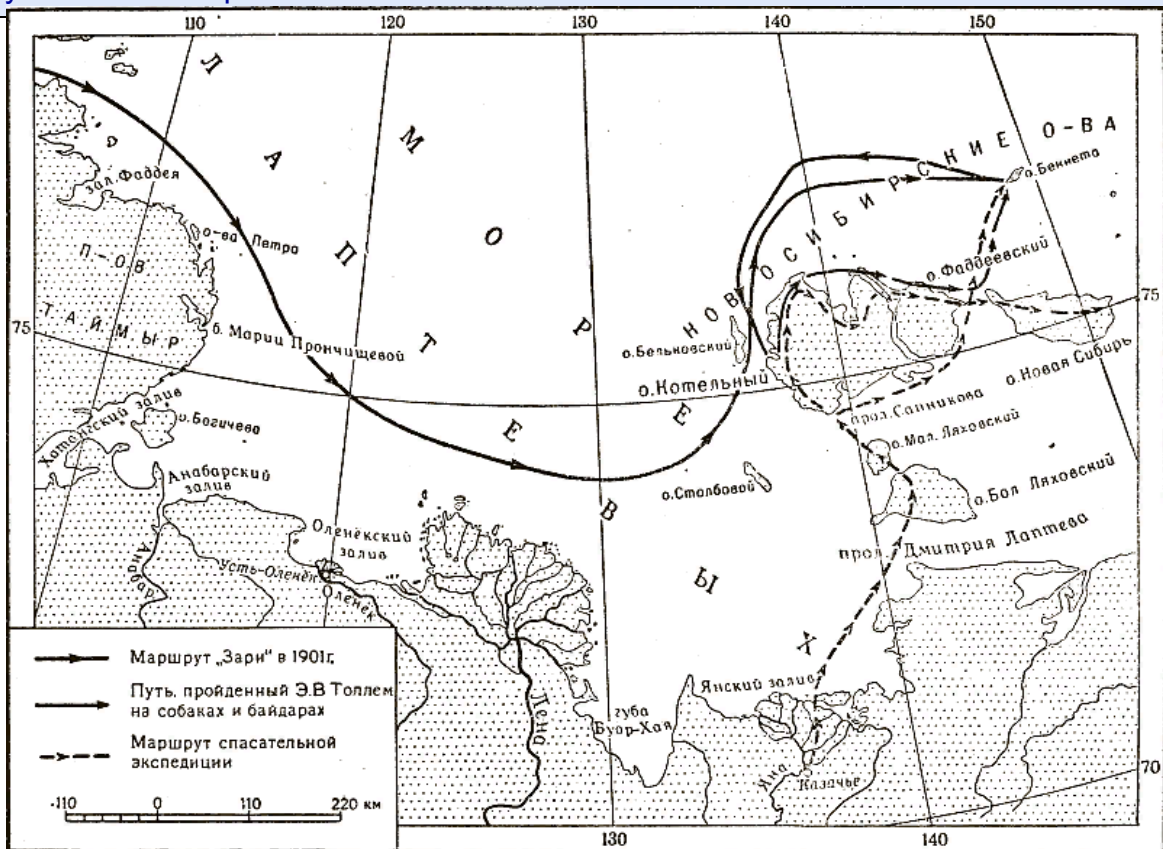 110
120
130
140
150
МОРЕ
ЛАПТЕВЫХ
НОВОСИБИРСКИЕ О-ВА
о. Беннета
зал. Фаддея
о-ва Петра
П-ОВ
ТАЙМЫР
о. Фаддеевский
75
75
б. Марии Прончищевой
о. Бельковский
о. Котельный
о. Новая Сибирь
прол. Санникова
Хатангский залив
о. Бегичева
о. Мал. Ляховский
Анабарский
залив
о. Столбовой
о. Бол Ляховский
Оленёкский
залив
прол. Дмитрия Лаптева
Анабар
Усть-Оленёк
Оленёк
Лена
Янский залив
губа
Буор-Хая
Яна
Казачье
70
Маршрут „Зари" в 1901г.
Путь, пройденный Э.В Толлем
на собаках и байдарах
Маршрут спасательной
экспедиции
-110 0 110 220 км
130
140